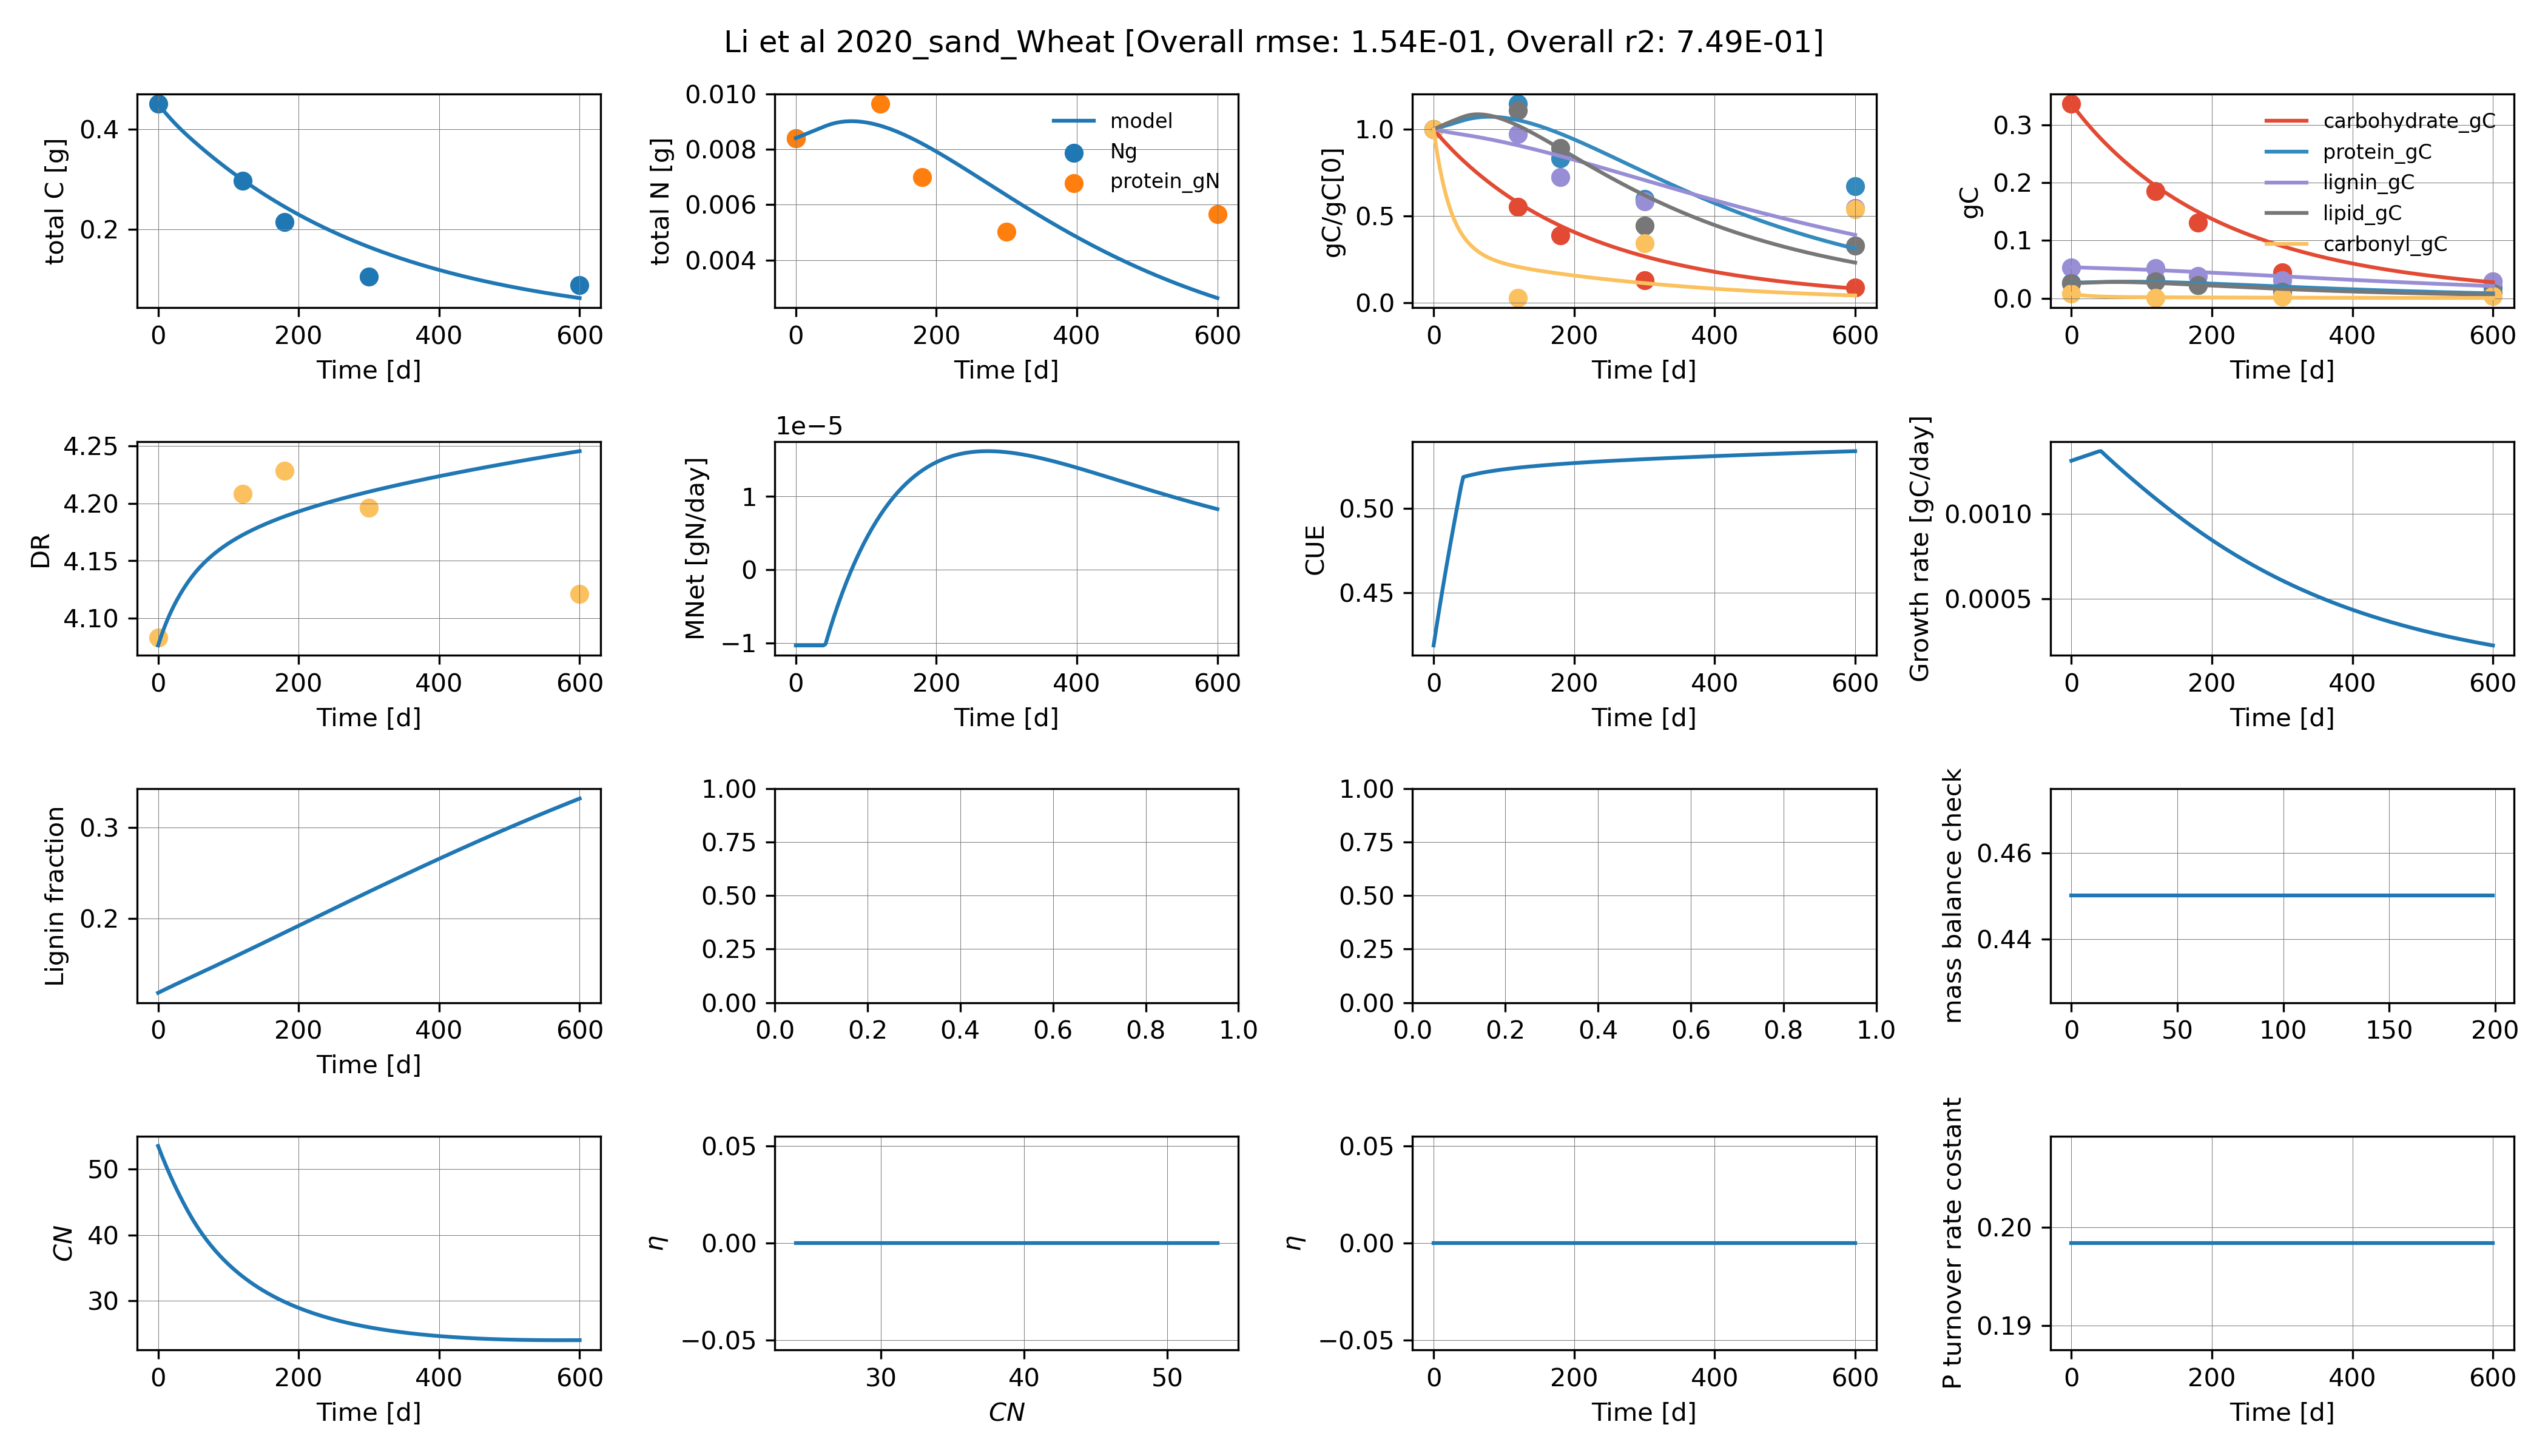 Li et al 2020_sand_Wheat [Overall rmse: 1.54E-01, Overall r2: 7.49E-01]
total C [g]
0.4
0.2
0 200 400 600
Time [d]
total N [g]
0.010
0.008
0.006
0.004
model
Ng
protein_gN
0 200 400 600
Time [d]
gC/gC[0]
1.0
0.5
0.0
0 200 400 600
Time [d]
gC
0.3
0.2
0.1
0.0
carbohydrate_gC
protein_gC
lignin_gC
lipid_gC
carbonyl_gC
0 200 400 600
Time [d]
DR
4.25
4.20
4.15
4.10
0 200 400 600
Time [d]
1e−5
MNet [gN/day]
1
0
−1
0 200 400 600
Time [d]
CUE
0.50
0.45
0 200 400 600
Time [d]
Growth rate [gC/day]
0.0010
0.0005
0 200 400 600
Time [d]
Lignin fraction
0.3
0.2
0 200 400 600
Time [d]
1.00
0.75
0.50
0.25
0.00
0.0 0.2 0.4 0.6 0.8 1.0
1.00
0.75
0.50
0.25
0.00
0.0 0.2 0.4 0.6 0.8 1.0
mass balance check
0.46
0.44
0 50 100 150 200
CN
50
40
30
0 200 400 600
Time [d]
η
0.05
0.00
−0.05
30 40 50
CN
η
0.05
0.00
−0.05
0 200 400 600
Time [d]
P turnover rate costant
0.20
0.19
0 200 400 600
Time [d]